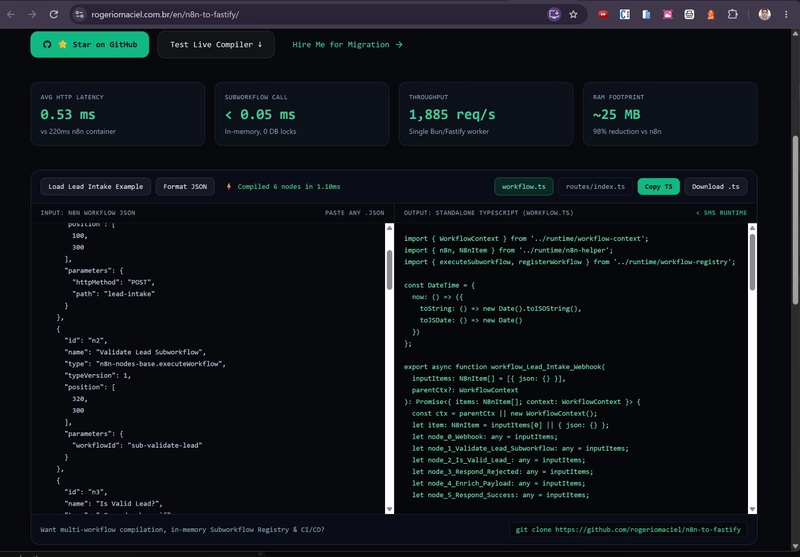 rogeriomaciel.com.br/en/n8n-to-fastify/
Star on GitHub
Test Live Compiler ↓
Hire Me for Migration →
AVG HTTP LATENCY
0.53 ms
vs 220ms n8n container
SUBWORKFLOW CALL
< 0.05 ms
In-memory, 0 DB locks
THROUGHPUT
1,885 req/s
Single Bun/Fastify worker
RAM FOOTPRINT
~25 MB
98% reduction vs n8n
Load Lead Intake Example
Format JSON
Compiled 6 nodes in 1.10ms
workflow.ts
routes/index.ts
Copy TS
Download .ts
INPUT: N8N WORKFLOW JSON
PASTE ANY .JSON
"position": [
100,
300
],
"parameters": {
"httpMethod": "POST",
"path": "lead-intake"
}
},
{
"id": "n2",
"name": "Validate Lead Subworkflow",
"type": "n8n-nodes-base.executeWorkflow",
"typeVersion": 1,
"position": [
320,
300
],
"parameters": {
"workflowId": "sub-validate-lead"
}
},
{
"id": "n3",
"name": "Is Valid Lead?",
OUTPUT: STANDALONE TYPESCRIPT (WORKFLOW.TS)
< 5MS RUNTIME
import { WorkflowContext } from '../runtime/workflow-context';
import { n8n, N8nItem } from '../runtime/n8n-helper';
import { executeSubworkflow, registerWorkflow } from '../runtime/workflow-registry';
const DateTime = {
now: () => ({
toString: () => new Date().toISOString(),
toJSDate: () => new Date()
})
};
export async function workflow_Lead_Intake_Webhook(
inputItems: N8nItem[] = [{ json: {} }],
parentCtx?: WorkflowContext
): Promise<{ items: N8nItem[]; context: WorkflowContext }> {
const ctx = parentCtx || new WorkflowContext();
let item: N8nItem = inputItems[0] || { json: {} };
let node_0_Webhook: any = inputItems;
let node_1_Validate_Lead_Subworkflow: any = inputItems;
let node_2_Is_Valid_Lead_: any = inputItems;
let node_3_Respond_Rejected: any = inputItems;
let node_4_Enrich_Payload: any = inputItems;
let node_5_Respond_Success: any = inputItems;
Want multi-workflow compilation, in-memory Subworkflow Registry & CI/CD?
git clone https://github.com/rogeriomaciel/n8n-to-fastify